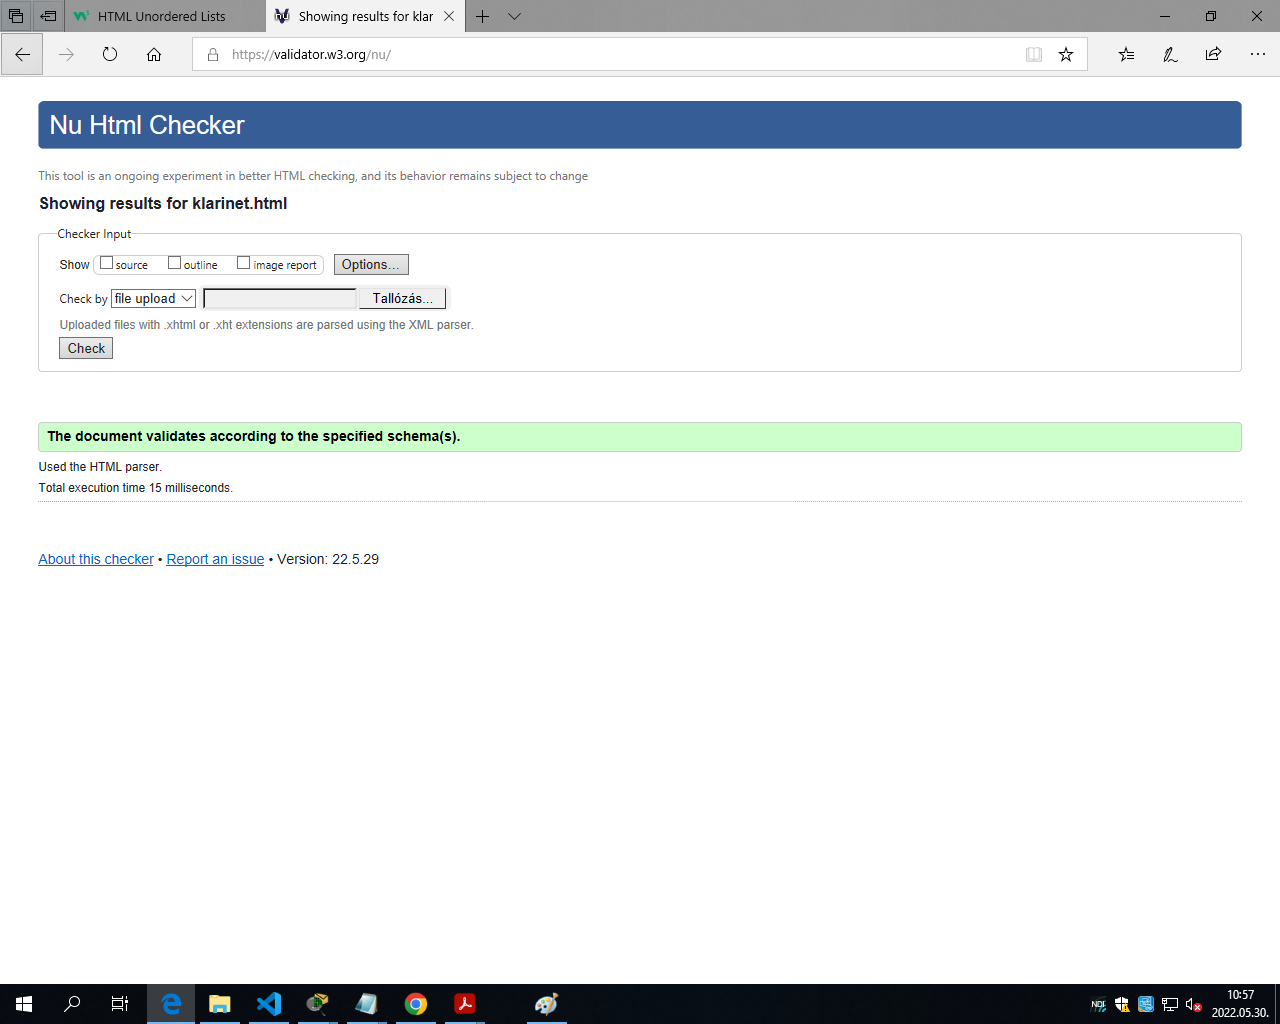 HTML Unordered Lists
Showing results for klar
https://validator.w3.org/nu/
Nu Html Checker
This tool is an ongoing experiment in better HTML checking, and its behavior remains subject to change
Showing results for klarinet.html
Checker Input
Show source outline image report Options...
Check by file upload Tallózás...
Uploaded files with .xhtml or .xht extensions are parsed using the XML parser.
Check
The document validates according to the specified schema(s).
Used the HTML parser.
Total execution time 15 milliseconds.
About this checker • Report an issue • Version: 22.5.29
10:57
2022.05.30.